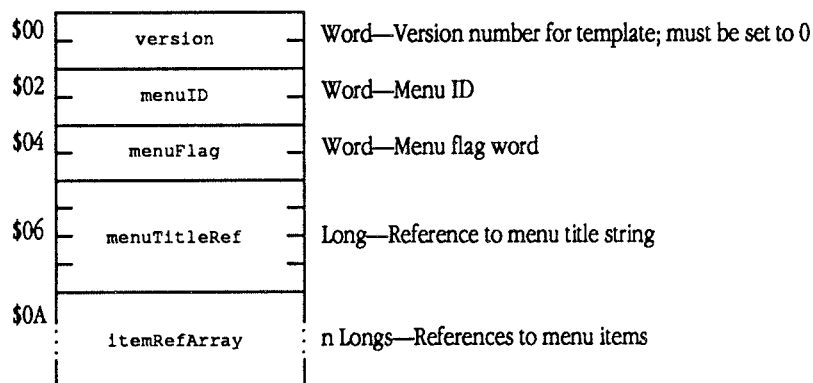 $00 version Word—Version number for template; must be set to 0
$02 menuID Word—Menu ID
$04 menuFlag Word—Menu flag word
$06 menuTitleRef Long—Reference to menu title string
$0A
itemRefArray n Longs—References to menu items